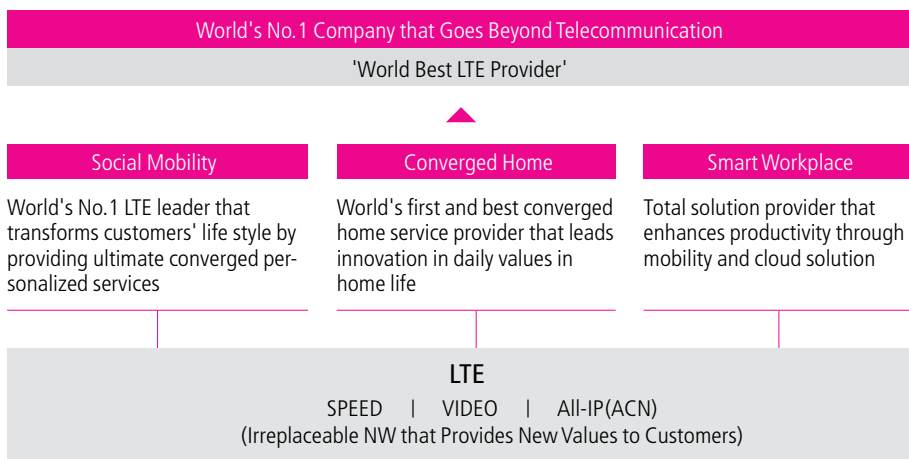 World's No.1 Company that Goes Beyond Telecommunication
'World Best LTE Provider'
Social Mobility
World's No.1 LTE leader that
transforms customers' life style by
providing ultimate converged per-
sonalized services
Converged Home
World's first and best converged
home service provider that leads
innovation in daily values in
home life
Smart Workplace
Total solution provider that
enhances productivity through
mobility and cloud solution
LTE
SPEED | VIDEO | All-IP(ACN)
(Irreplaceable NW that Provides New Values to Customers)